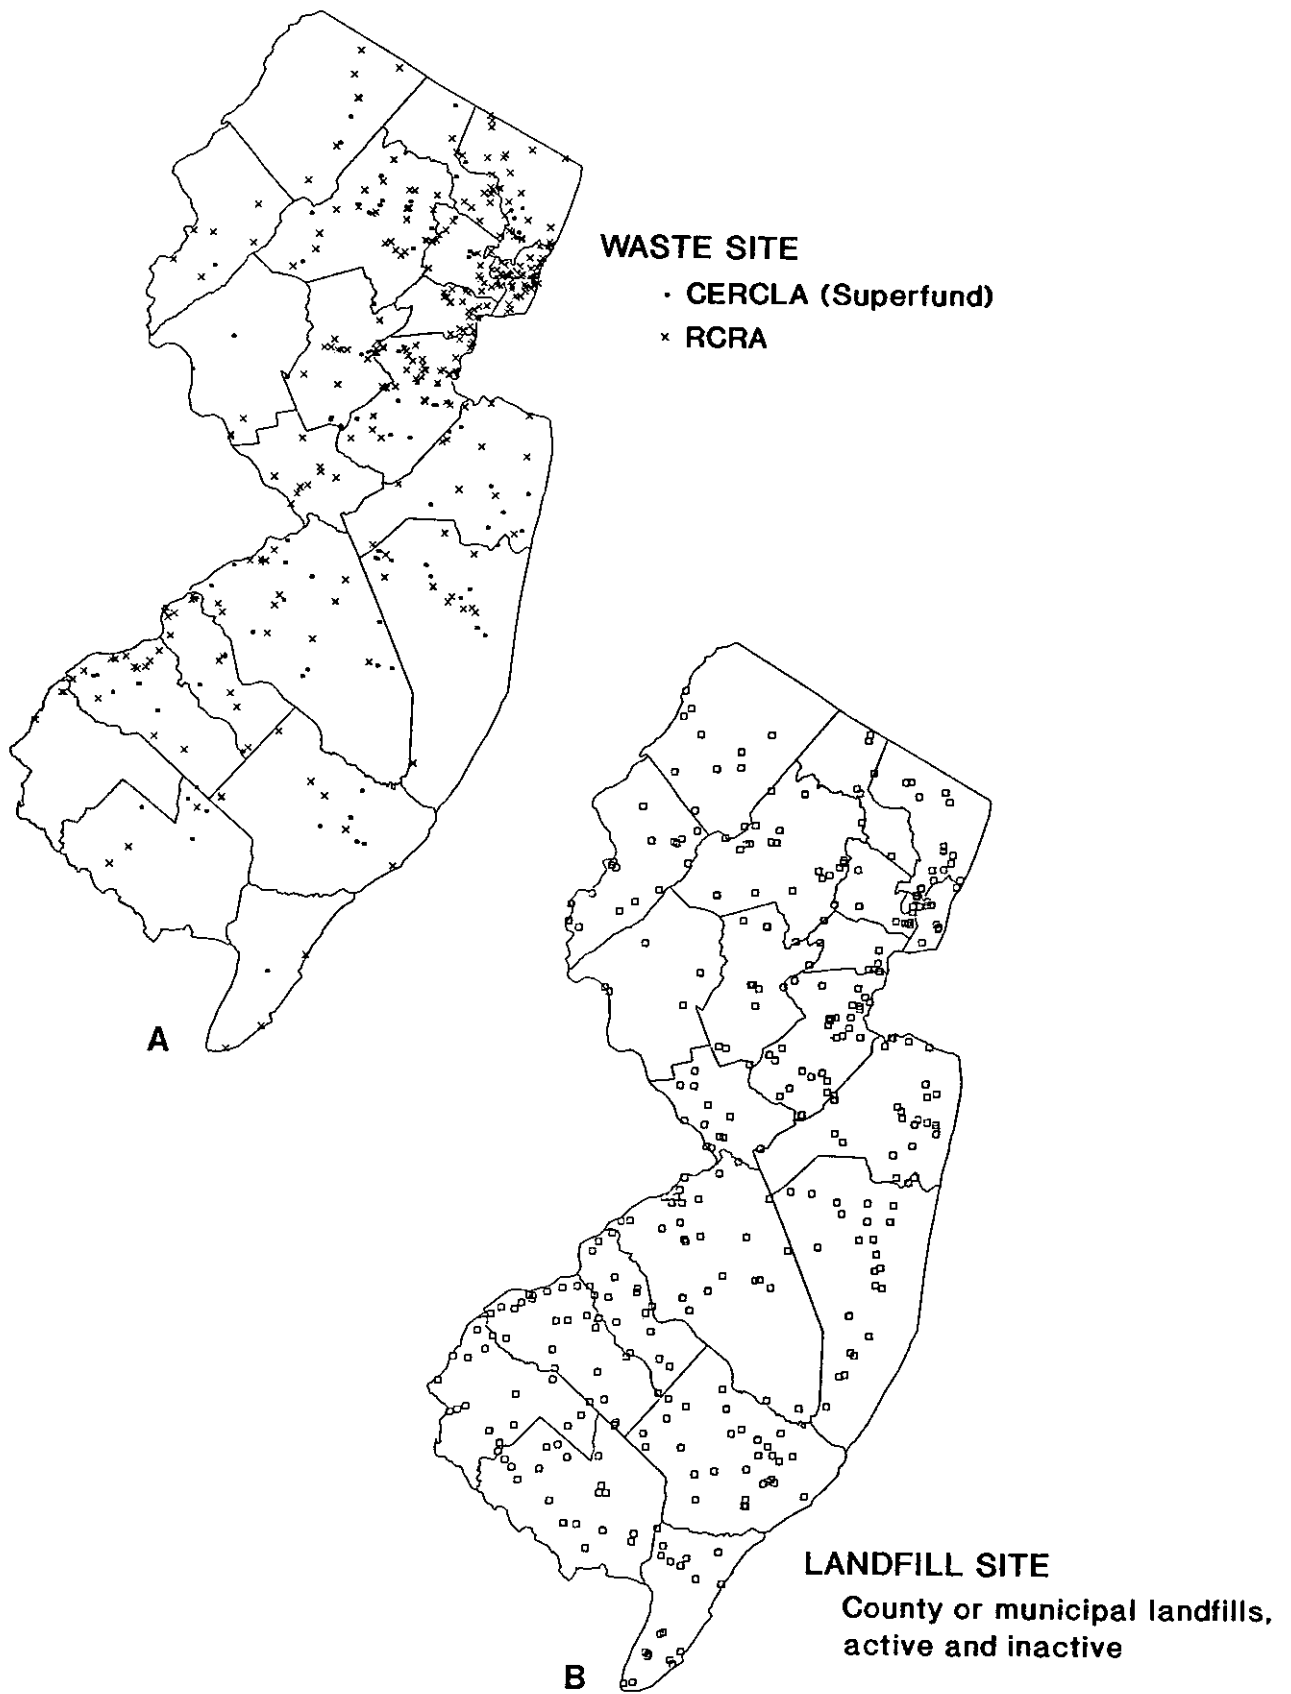 WASTE SITE
· CERCLA (Superfund)
× RCRA
A
LANDFILL SITE
County or municipal landfills,
active and inactive
B